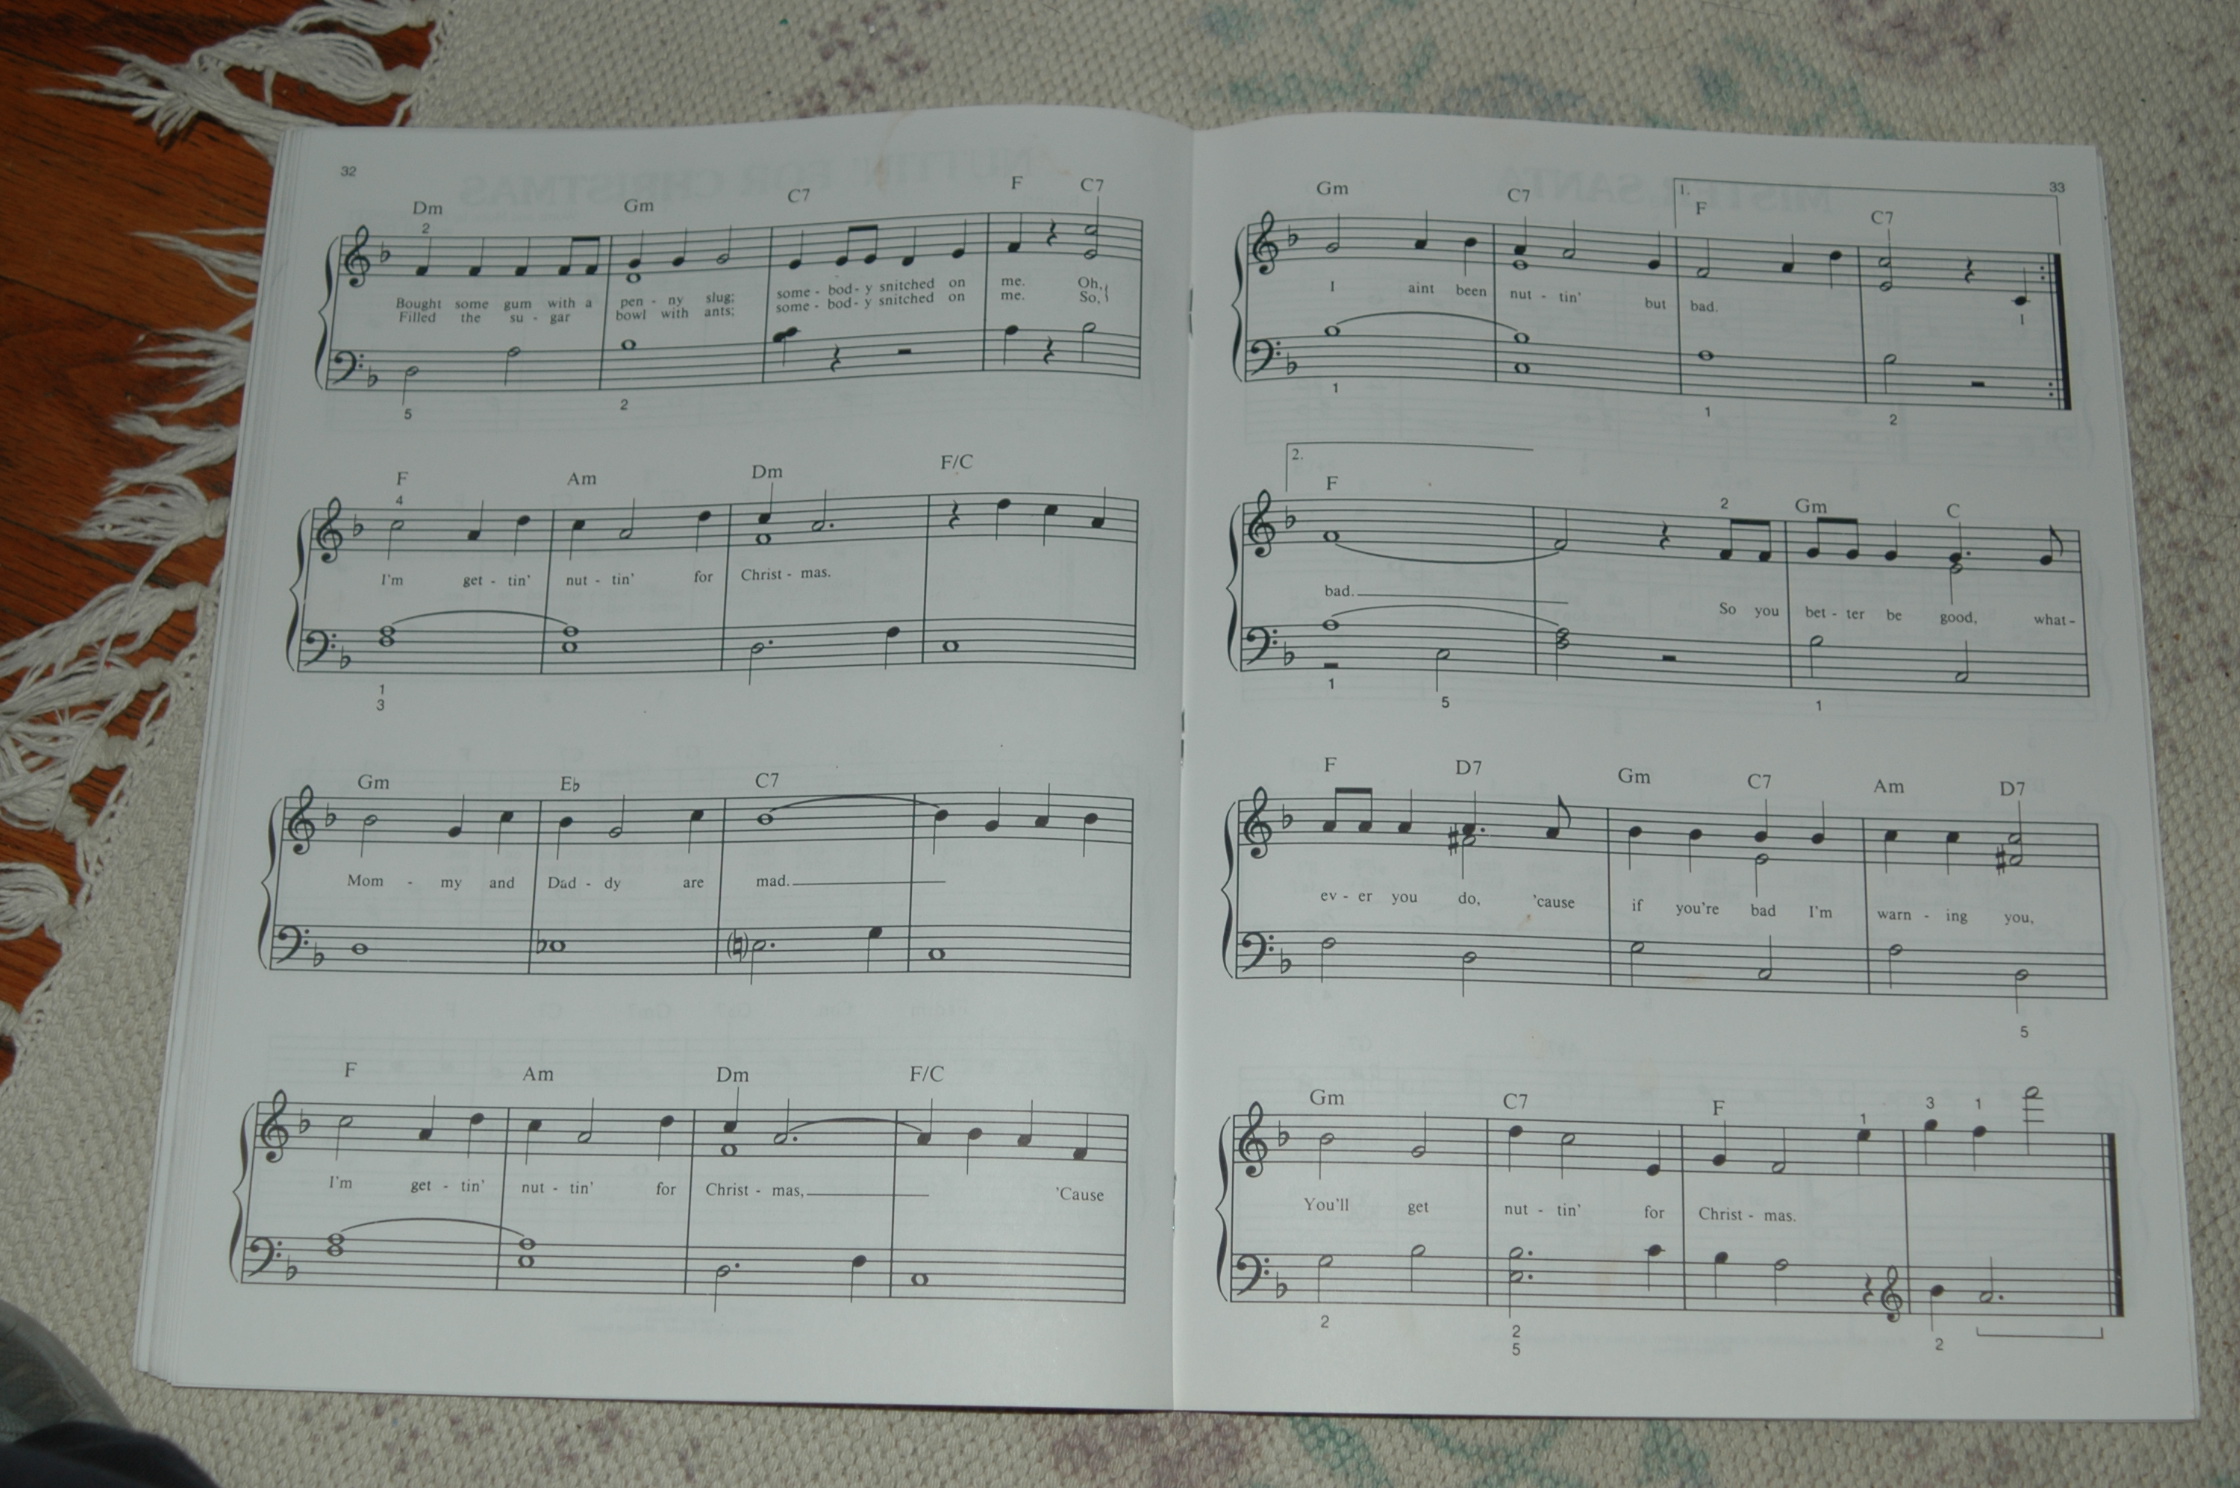 32
Dm Gm C7 F C7
2
Bought some gum with a pen - ny slug; some - bod - y snitched on me. Oh,
Filled the su - gar bowl with ants; some - bod - y snitched on me. So,
5 2
F Am Dm F/C
4
I'm get - tin' nut - tin' for Christ - mas.
1
3
Gm E♭ C7
Mom - my and Dad - dy are mad.
F Am Dm F/C
I'm get - tin' nut - tin' for Christ - mas, 'Cause
33
1.
Gm C7 F C7
I aint been nut - tin' but bad. I
1 1 2
2.
F Gm C
2
bad. So you bet - ter be good, what-
1 5 1
F D7 Gm C7 Am D7
ev - er you do, 'cause if you're bad I'm warn - ing you,
5
Gm C7 F
1 3 1
You'll get nut - tin' for Christ - mas.
2 2 2
5